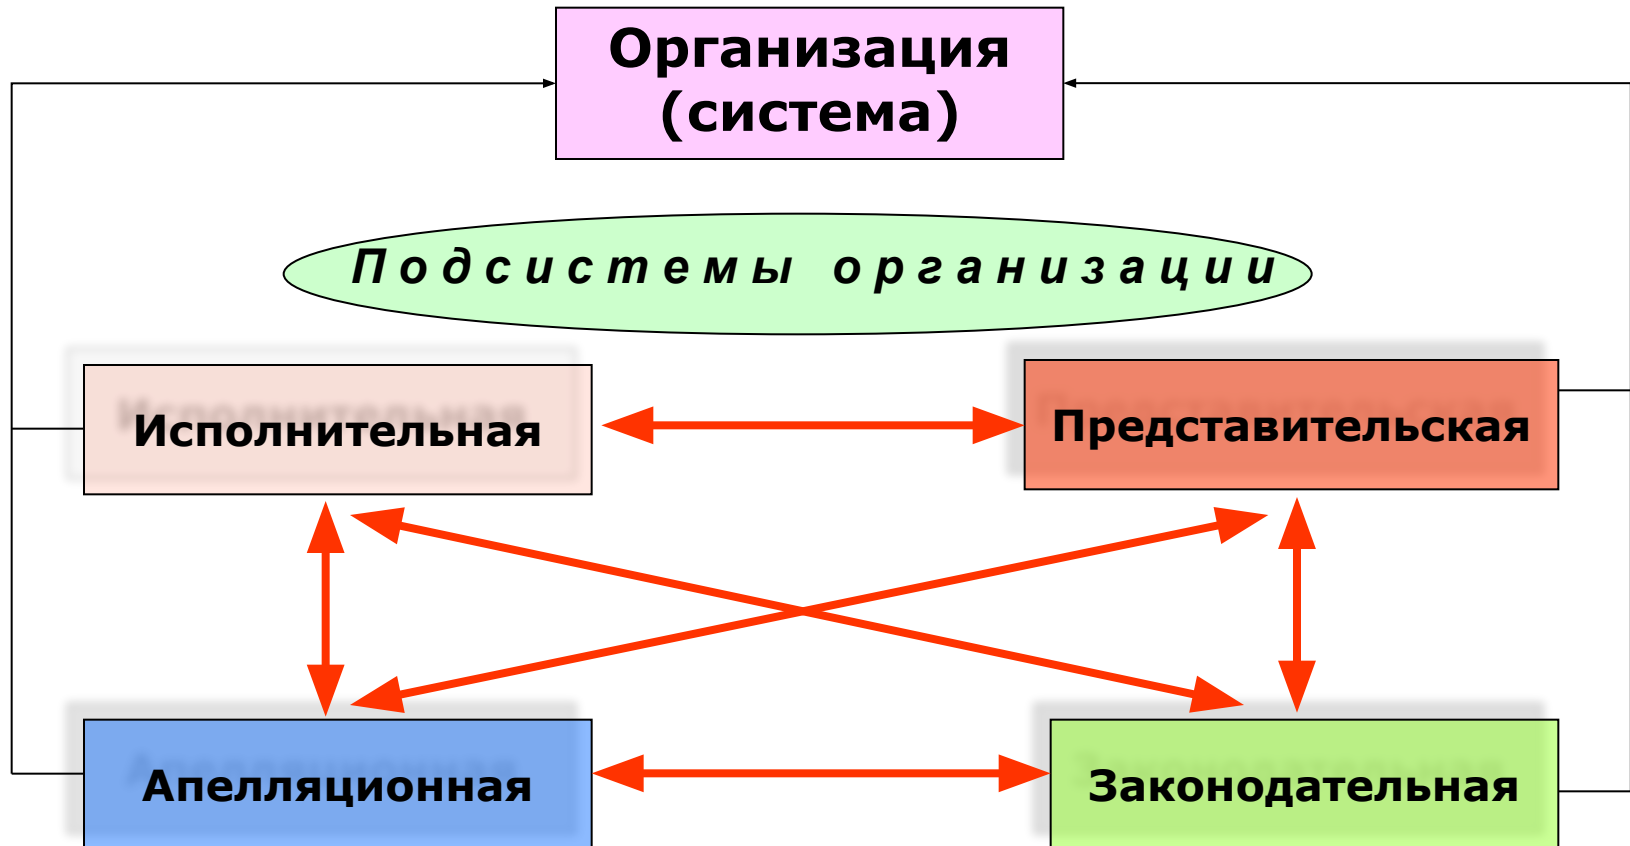 Организация
(система)
Подсистемы организации
Исполнительная
Представительская
Апелляционная
Законодательная